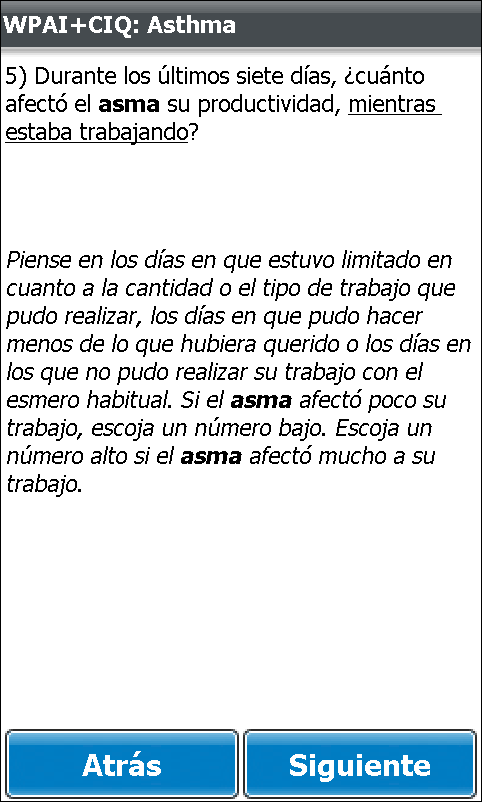 WPAI+CIQ: Asthma
5) Durante los últimos siete días, ¿cuánto
afectó el asma su productividad, mientras
estaba trabajando?
Piense en los días en que estuvo limitado en
cuanto a la cantidad o el tipo de trabajo que
pudo realizar, los días en que pudo hacer
menos de lo que hubiera querido o los días en
los que no pudo realizar su trabajo con el
esmero habitual. Si el asma afectó poco su
trabajo, escoja un número bajo. Escoja un
número alto si el asma afectó mucho a su
trabajo.
Atrás
Siguiente